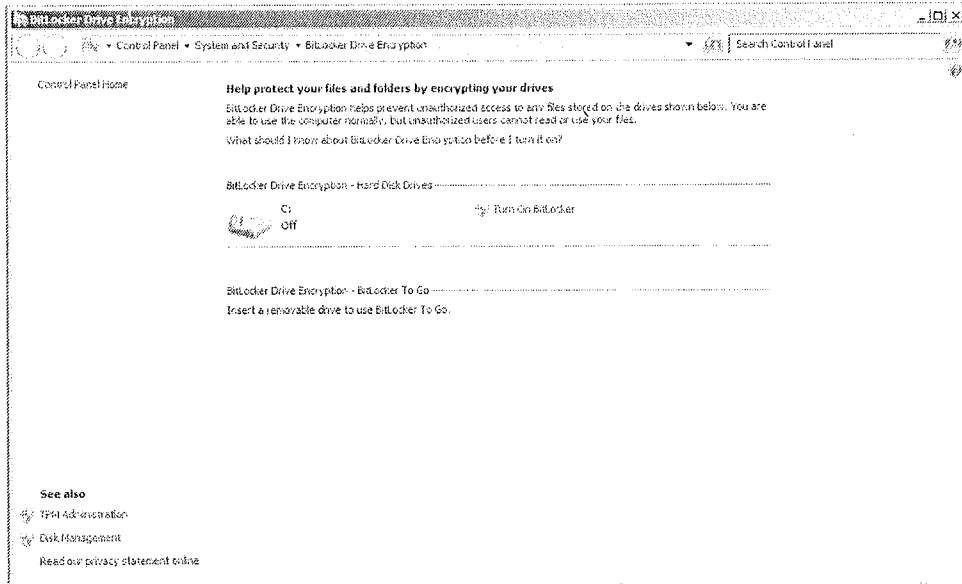 BitLocker Drive Encryption
Control Panel System and Security BitLocker Drive Encryption
Search Control Panel
Control Panel Home
Help protect your files and folders by encrypting your drives
BitLocker Drive Encryption helps prevent unauthorized access to any files stored on the drives shown below. You are
able to use the computer normally, but unauthorized users cannot read or use your files.
What should I know about BitLocker Drive Encryption before I turn it on?
BitLocker Drive Encryption - Hard Disk Drives
C:
Off
Turn On BitLocker
BitLocker Drive Encryption - BitLocker To Go
Insert a removable drive to use BitLocker To Go.
See also
TPM Administration
Disk Management
Read our privacy statement online